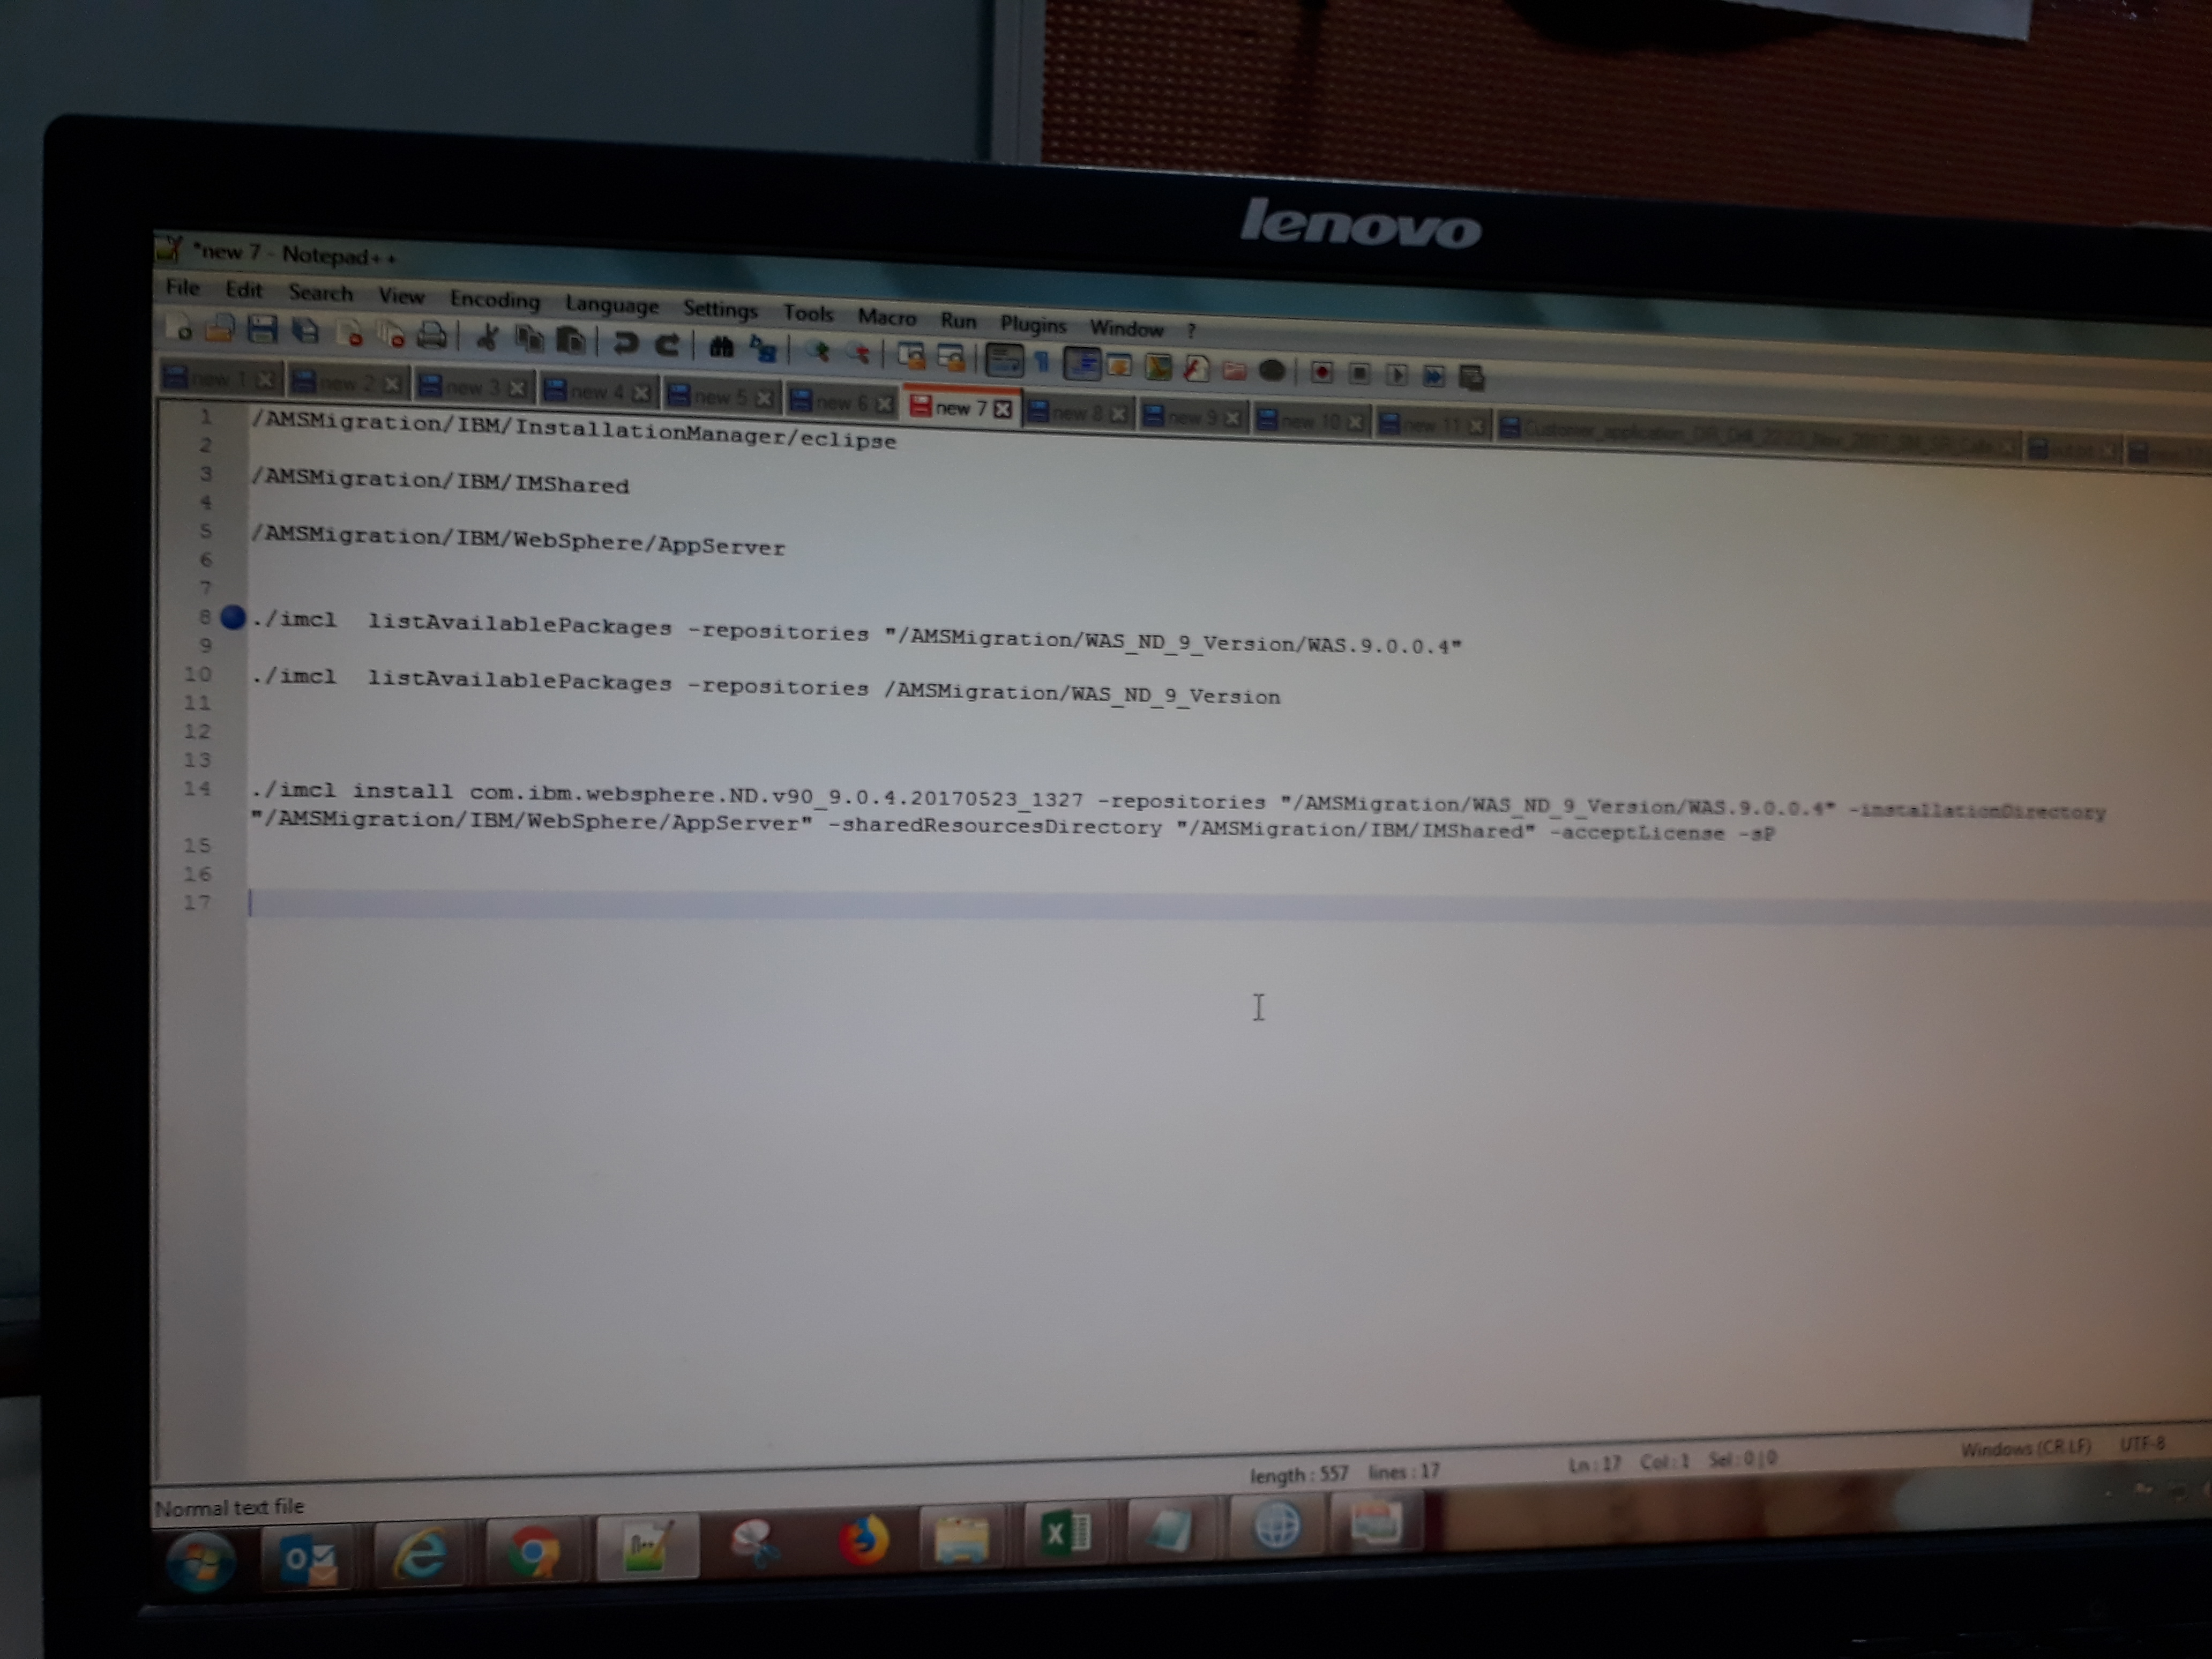 lenovo
*new 7 - Notepad++
File Edit Search View Encoding Language Settings Tools Macro Run Plugins Window ?
new 1 new 2 new 3 new 4 new 5 new 6 new 7 new 8 new 9 new 10 new 11
1 /AMSMigration/IBM/InstallationManager/eclipse
2
3 /AMSMigration/IBM/IMShared
4
5 /AMSMigration/IBM/WebSphere/AppServer
6
7
8 ./imcl  listAvailablePackages -repositories "/AMSMigration/WAS_ND_9_Version/WAS.9.0.0.4"
9
10 ./imcl  listAvailablePackages -repositories /AMSMigration/WAS_ND_9_Version
11
12
13
14 ./imcl install com.ibm.websphere.ND.v90_9.0.4.20170523_1327 -repositories "/AMSMigration/WAS_ND_9_Version/WAS.9.0.0.4" -installationDirectory
"/AMSMigration/IBM/WebSphere/AppServer" -sharedResourcesDirectory "/AMSMigration/IBM/IMShared" -acceptLicense -sP
15
16
17
Normal text file length : 557 lines : 17 Ln : 17 Col : 1 Sel : 0 | 0 Windows (CR LF) UTF-8